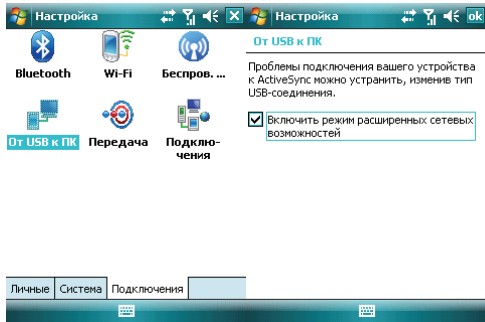 Настройка
Bluetooth
Wi-Fi
Беспров. ...
От USB к ПК
Передача
Подклю-
чения
Личные
Система
Подключения
Настройка
ok
От USB к ПК
Проблемы подключения вашего устройства
к ActiveSync можно устранить, изменив тип
USB-соединения.
Включить режим расширенных сетевых
возможностей